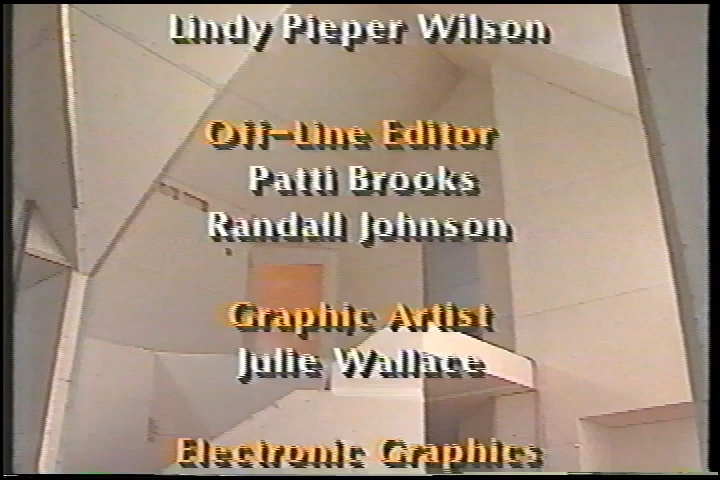 Lindy Pieper Wilson
Off-Line Editor
Patti Brooks
Randall Johnson
Graphic Artist
Julie Wallace
Electronic Graphics